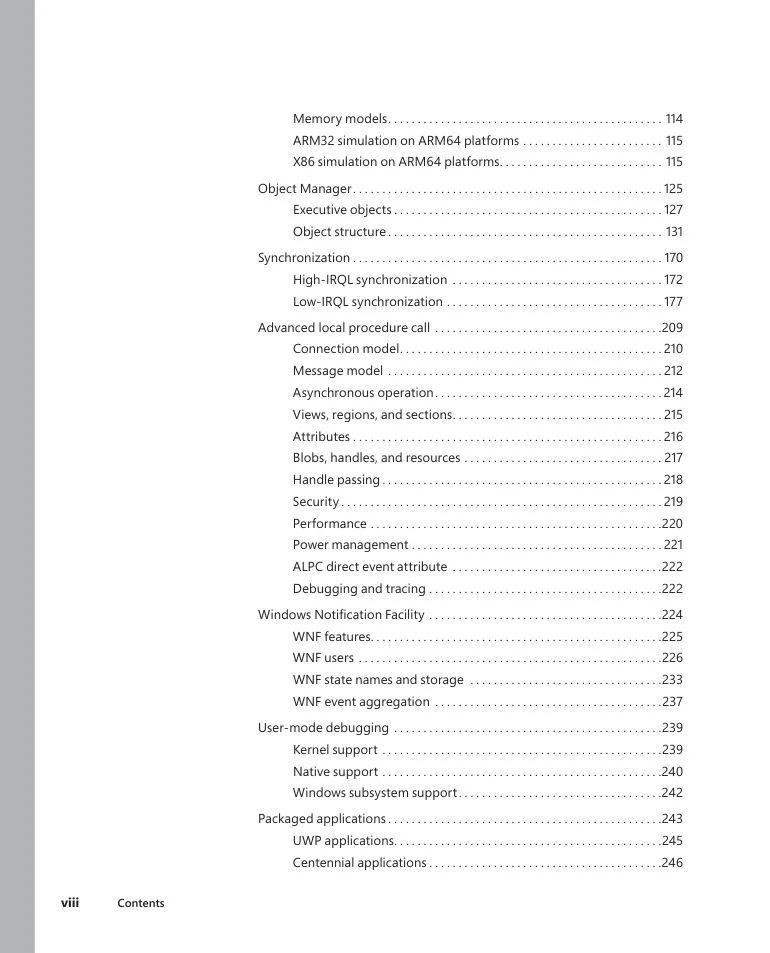 Memory models. . . . . . . . . . . . . . . . . . . . . . . . . . . . . . . . . . . . . . . . . . . . . . . 114
ARM32 simulation on ARM64 platforms . . . . . . . . . . . . . . . . . . . . . . . . 115
X86 simulation on ARM64 platforms. . . . . . . . . . . . . . . . . . . . . . . . . . . . 115
Object Manager. . . . . . . . . . . . . . . . . . . . . . . . . . . . . . . . . . . . . . . . . . . . . . . . . . . . . 125
Executive objects . . . . . . . . . . . . . . . . . . . . . . . . . . . . . . . . . . . . . . . . . . . . . . 127
Object structure. . . . . . . . . . . . . . . . . . . . . . . . . . . . . . . . . . . . . . . . . . . . . . . 131
Synchronization . . . . . . . . . . . . . . . . . . . . . . . . . . . . . . . . . . . . . . . . . . . . . . . . . . . . . 170
High-IRQL synchronization . . . . . . . . . . . . . . . . . . . . . . . . . . . . . . . . . . . . 172
Low-IRQL synchronization . . . . . . . . . . . . . . . . . . . . . . . . . . . . . . . . . . . . . 177
Advanced local procedure call . . . . . . . . . . . . . . . . . . . . . . . . . . . . . . . . . . . . . . .209
Connection model. . . . . . . . . . . . . . . . . . . . . . . . . . . . . . . . . . . . . . . . . . . . . 210
Message model . . . . . . . . . . . . . . . . . . . . . . . . . . . . . . . . . . . . . . . . . . . . . . . 212
Asynchronous operation. . . . . . . . . . . . . . . . . . . . . . . . . . . . . . . . . . . . . . . 214
Views, regions, and sections. . . . . . . . . . . . . . . . . . . . . . . . . . . . . . . . . . . . 215
Attributes . . . . . . . . . . . . . . . . . . . . . . . . . . . . . . . . . . . . . . . . . . . . . . . . . . . . . 216
Blobs, handles, and resources . . . . . . . . . . . . . . . . . . . . . . . . . . . . . . . . . . 217
Handle passing . . . . . . . . . . . . . . . . . . . . . . . . . . . . . . . . . . . . . . . . . . . . . . . . 218
Security . . . . . . . . . . . . . . . . . . . . . . . . . . . . . . . . . . . . . . . . . . . . . . . . . . . . . . . 219
Performance . . . . . . . . . . . . . . . . . . . . . . . . . . . . . . . . . . . . . . . . . . . . . . . . . .220
Power management . . . . . . . . . . . . . . . . . . . . . . . . . . . . . . . . . . . . . . . . . . . 221
ALPC direct event attribute . . . . . . . . . . . . . . . . . . . . . . . . . . . . . . . . . . . .222
Debugging and tracing . . . . . . . . . . . . . . . . . . . . . . . . . . . . . . . . . . . . . . . .222
Windows Notification Facility . . . . . . . . . . . . . . . . . . . . . . . . . . . . . . . . . . . . . . . .224
WNF features. . . . . . . . . . . . . . . . . . . . . . . . . . . . . . . . . . . . . . . . . . . . . . . . . .225
WNF users . . . . . . . . . . . . . . . . . . . . . . . . . . . . . . . . . . . . . . . . . . . . . . . . . . . .226
WNF state names and storage . . . . . . . . . . . . . . . . . . . . . . . . . . . . . . . . .233
WNF event aggregation . . . . . . . . . . . . . . . . . . . . . . . . . . . . . . . . . . . . . . .237
User-mode debugging . . . . . . . . . . . . . . . . . . . . . . . . . . . . . . . . . . . . . . . . . . . . . .239
Kernel support . . . . . . . . . . . . . . . . . . . . . . . . . . . . . . . . . . . . . . . . . . . . . . . .239
Native support . . . . . . . . . . . . . . . . . . . . . . . . . . . . . . . . . . . . . . . . . . . . . . . .240
Windows subsystem support. . . . . . . . . . . . . . . . . . . . . . . . . . . . . . . . . . .242
Packaged applications . . . . . . . . . . . . . . . . . . . . . . . . . . . . . . . . . . . . . . . . . . . . . . .243
UWP applications. . . . . . . . . . . . . . . . . . . . . . . . . . . . . . . . . . . . . . . . . . . . . .245
Centennial applications . . . . . . . . . . . . . . . . . . . . . . . . . . . . . . . . . . . . . . . .246
viii Contents